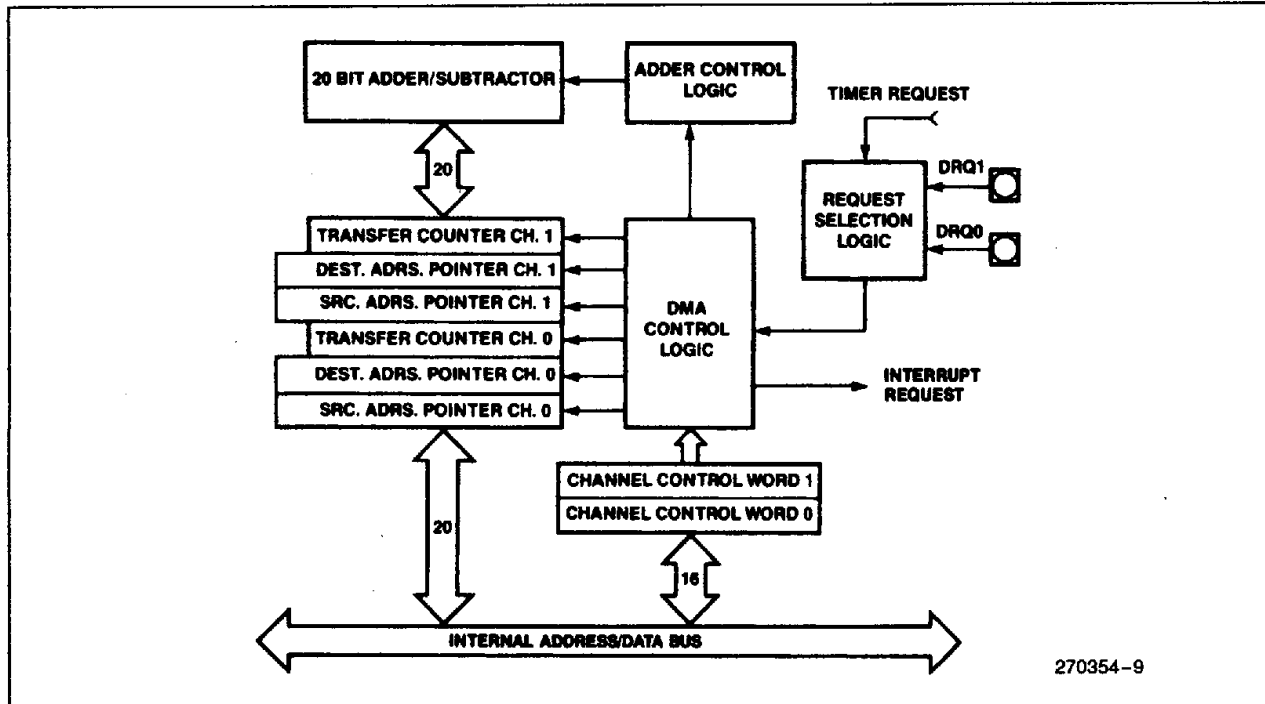 20 BIT ADDER/SUBTRACTOR
ADDER CONTROL
LOGIC
TIMER REQUEST
20
DRQ1
REQUEST
SELECTION
LOGIC
DRQ0
TRANSFER COUNTER CH. 1
DEST. ADRS. POINTER CH. 1
SRC. ADRS. POINTER CH. 1
TRANSFER COUNTER CH. 0
DEST. ADRS. POINTER CH. 0
SRC. ADRS. POINTER CH. 0
DMA
CONTROL
LOGIC
INTERRUPT
REQUEST
CHANNEL CONTROL WORD 1
CHANNEL CONTROL WORD 0
20
16
INTERNAL ADDRESS/DATA BUS
270354-9